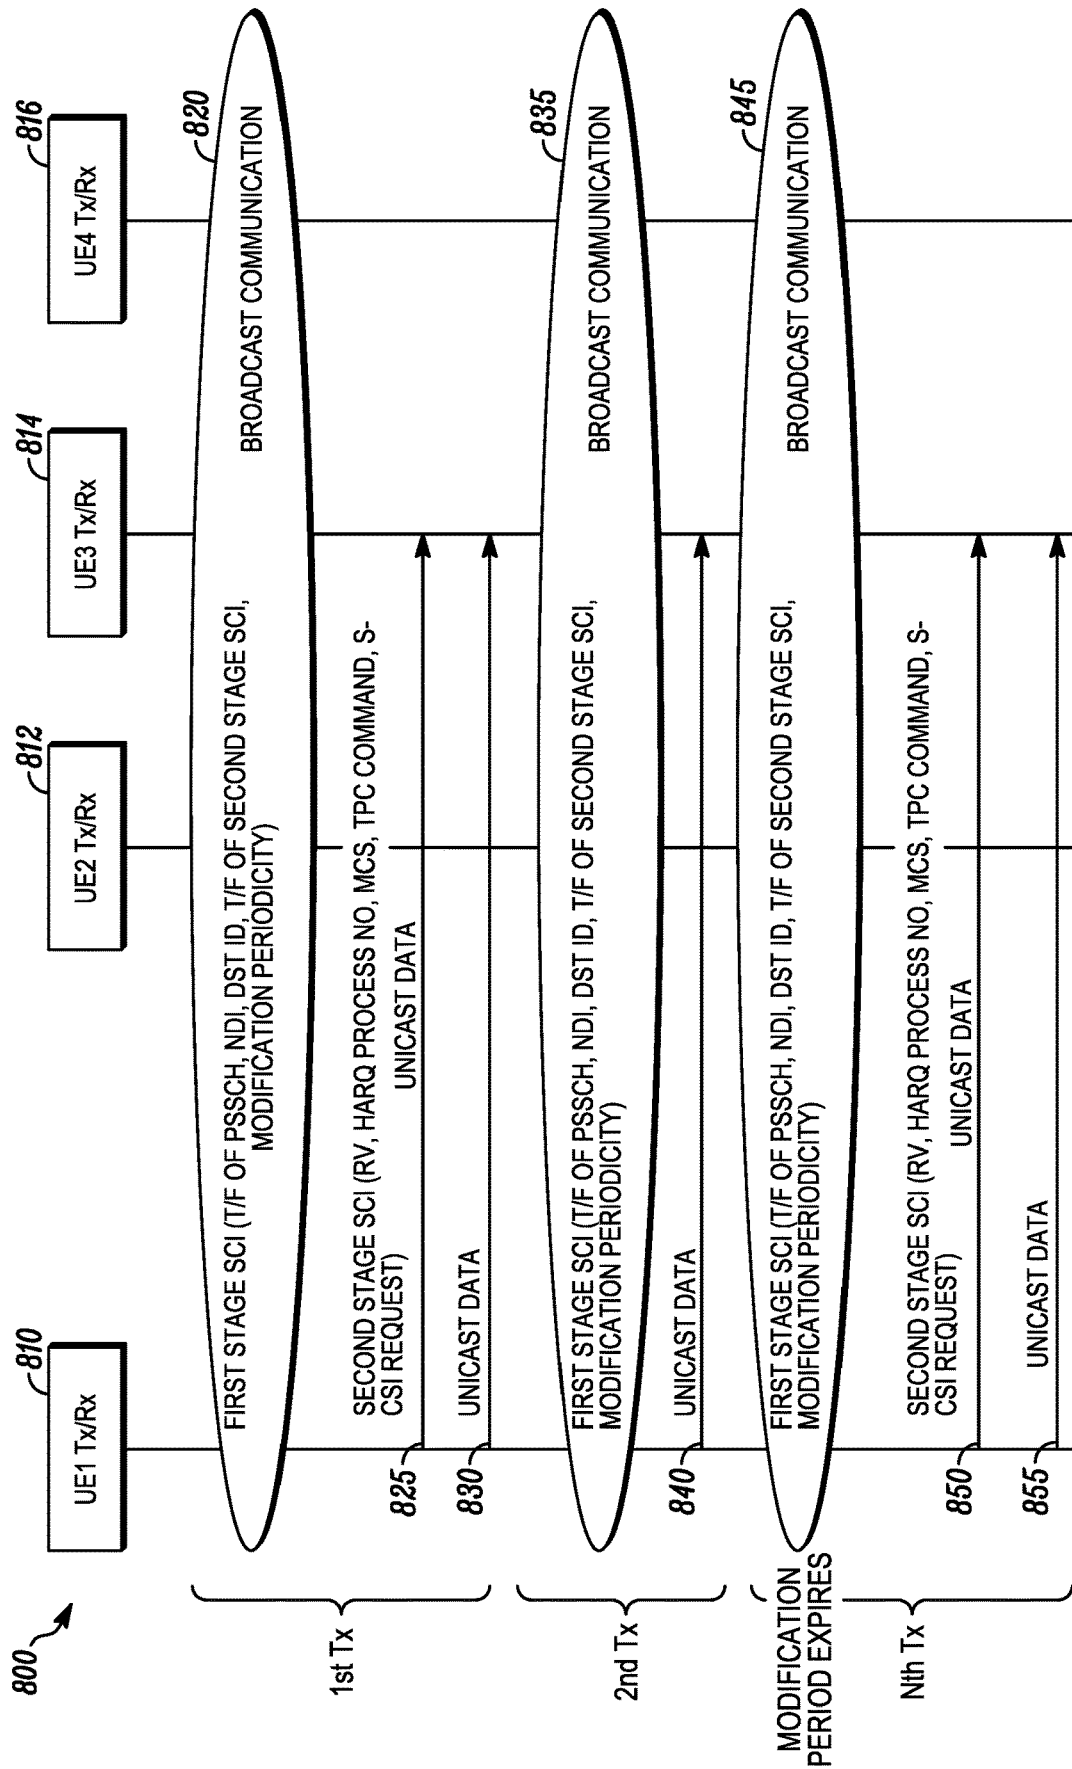 800
810
UE1 Tx/Rx
812
UE2 Tx/Rx
814
UE3 Tx/Rx
816
UE4 Tx/Rx
1st Tx
820
FIRST STAGE SCI (T/F OF PSSCH, NDI, DST ID, T/F OF SECOND STAGE SCI,
MODIFICATION PERIODICITY)
BROADCAST COMMUNICATION
SECOND STAGE SCI (RV, HARQ PROCESS NO, MCS, TPC COMMAND, S-
CSI REQUEST)
UNICAST DATA
825
UNICAST DATA
830
2nd Tx
835
FIRST STAGE SCI (T/F OF PSSCH, NDI, DST ID, T/F OF SECOND STAGE SCI,
MODIFICATION PERIODICITY)
BROADCAST COMMUNICATION
UNICAST DATA
840
MODIFICATION
PERIOD EXPIRES
845
FIRST STAGE SCI (T/F OF PSSCH, NDI, DST ID, T/F OF SECOND STAGE SCI,
MODIFICATION PERIODICITY)
BROADCAST COMMUNICATION
Nth Tx
SECOND STAGE SCI (RV, HARQ PROCESS NO, MCS, TPC COMMAND, S-
CSI REQUEST)
UNICAST DATA
850
UNICAST DATA
855